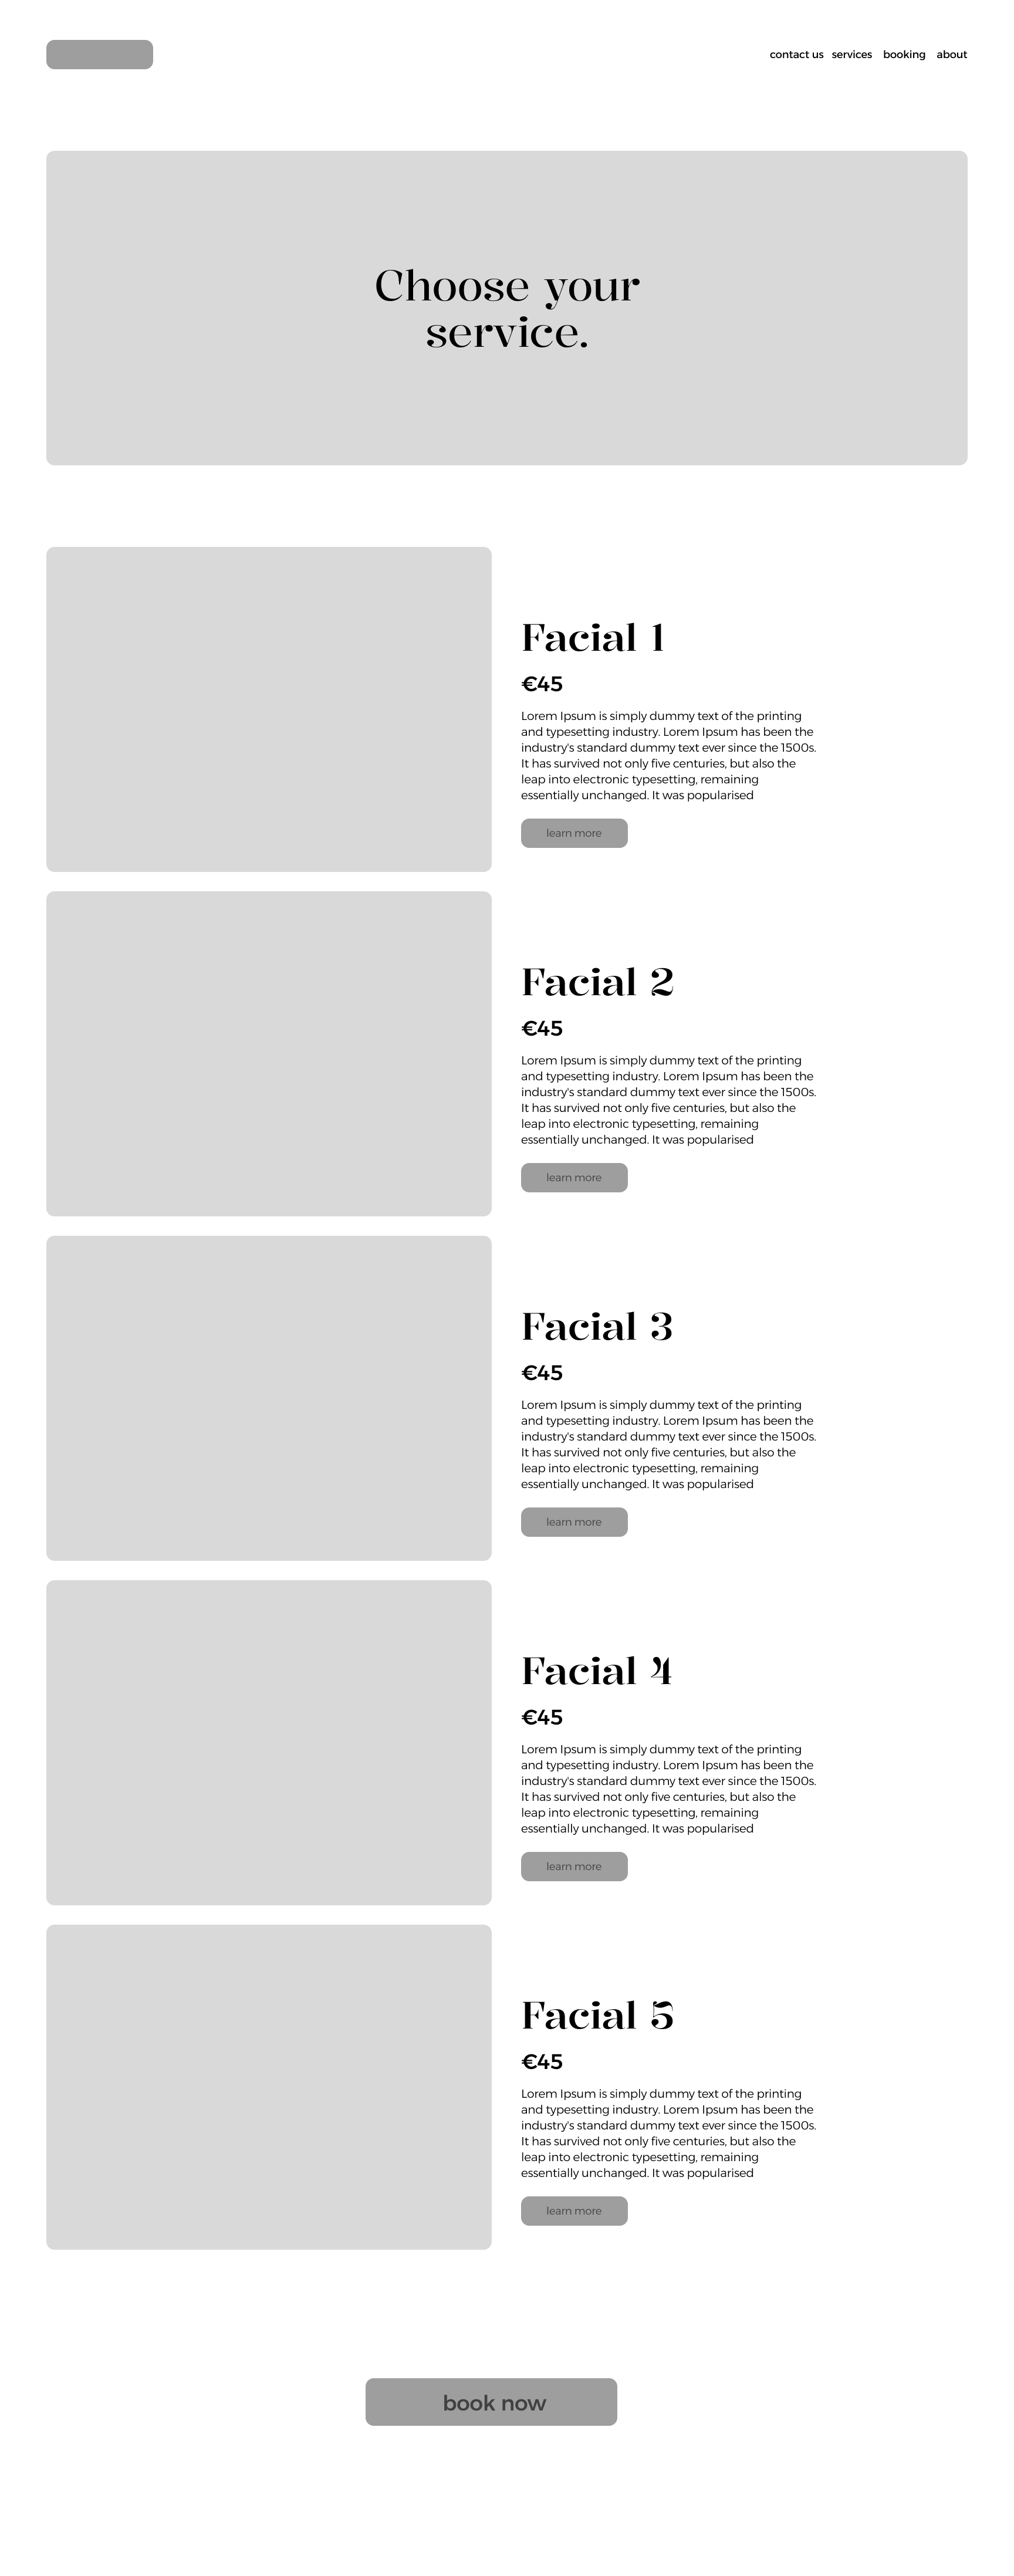 contact us services booking about
Choose your
service.
Facial 1
€45
Lorem Ipsum is simply dummy text of the printing
and typesetting industry. Lorem Ipsum has been the
industry's standard dummy text ever since the 1500s.
It has survived not only five centuries, but also the
leap into electronic typesetting, remaining
essentially unchanged. It was popularised
learn more
Facial 2
€45
Lorem Ipsum is simply dummy text of the printing
and typesetting industry. Lorem Ipsum has been the
industry's standard dummy text ever since the 1500s.
It has survived not only five centuries, but also the
leap into electronic typesetting, remaining
essentially unchanged. It was popularised
learn more
Facial 3
€45
Lorem Ipsum is simply dummy text of the printing
and typesetting industry. Lorem Ipsum has been the
industry's standard dummy text ever since the 1500s.
It has survived not only five centuries, but also the
leap into electronic typesetting, remaining
essentially unchanged. It was popularised
learn more
Facial 4
€45
Lorem Ipsum is simply dummy text of the printing
and typesetting industry. Lorem Ipsum has been the
industry's standard dummy text ever since the 1500s.
It has survived not only five centuries, but also the
leap into electronic typesetting, remaining
essentially unchanged. It was popularised
learn more
Facial 5
€45
Lorem Ipsum is simply dummy text of the printing
and typesetting industry. Lorem Ipsum has been the
industry's standard dummy text ever since the 1500s.
It has survived not only five centuries, but also the
leap into electronic typesetting, remaining
essentially unchanged. It was popularised
learn more
book now